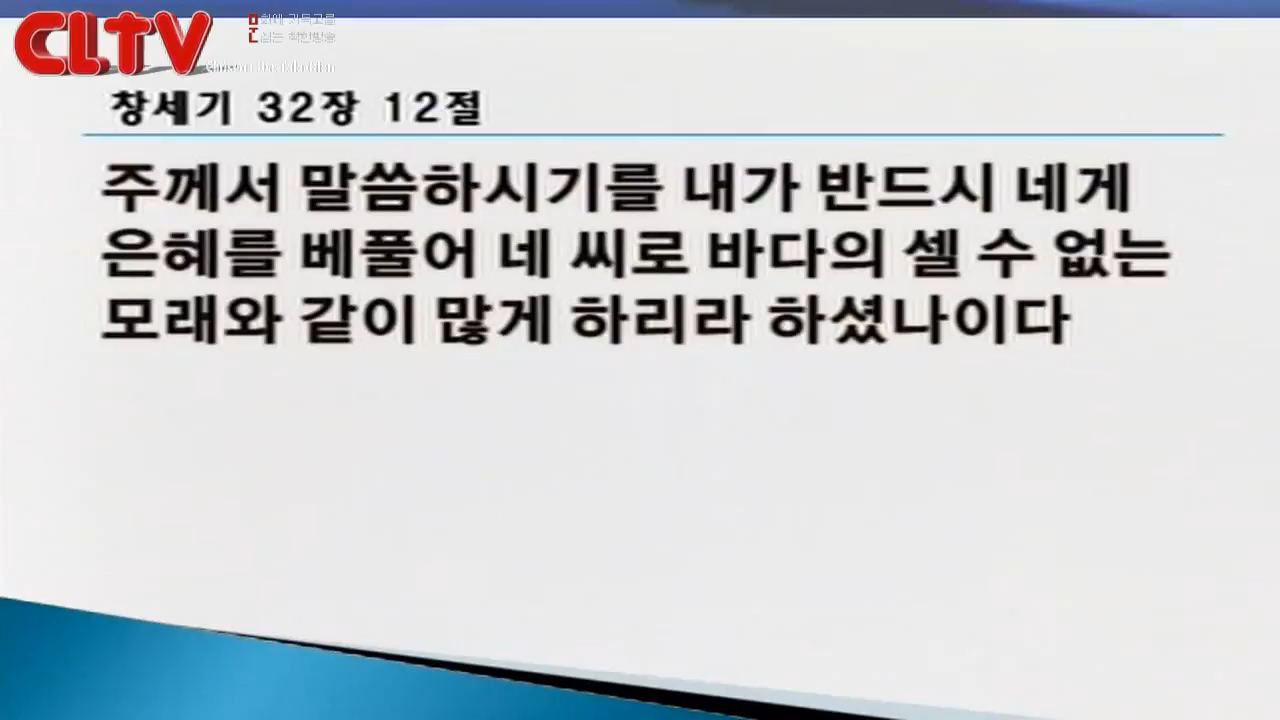 CLTV
창세기 32장 12절
주께서 말씀하시기를 내가 반드시 네게
은혜를 베풀어 네 씨로 바다의 셀 수 없는
모래와 같이 많게 하리라 하셨나이다